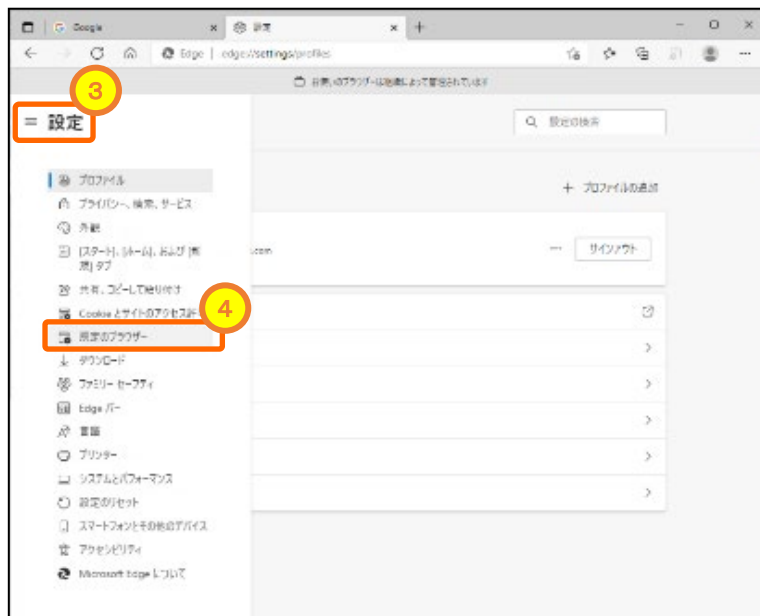 Google
設定
Edge | edge://settings/profiles
お使いのブラウザーは組織によって管理されています
3
設定
設定の検索
プロファイル
プロファイルの追加
プライバシー、検索、サービス
外観
[スタート]、[ホーム]、および [新
規] タブ
.com
サインアウト
共有、コピーして貼り付け
Cookie とサイトのアクセス許
4
既定のブラウザー
ダウンロード
ファミリー セーフティ
Edge バー
言語
プリンター
システムとパフォーマンス
設定のリセット
スマートフォンとその他のデバイス
アクセシビリティ
Microsoft Edge について